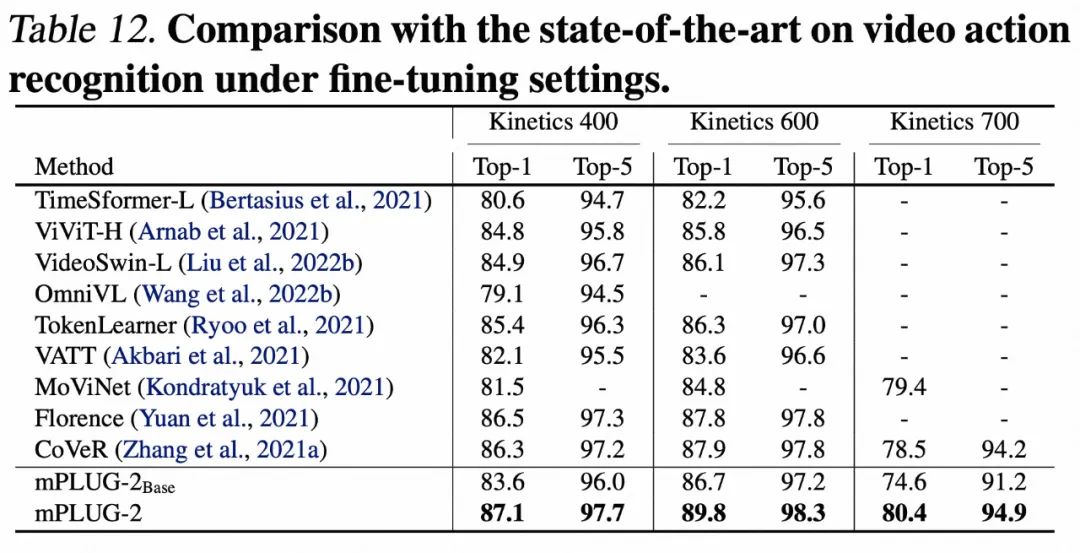 Table 12. Comparison with the state-of-the-art on video action
recognition under fine-tuning settings.
Kinetics 400 Kinetics 600 Kinetics 700
Method Top-1 Top-5 Top-1 Top-5 Top-1 Top-5
TimeSformer-L (Bertasius et al., 2021) 80.6 94.7 82.2 95.6 - -
ViViT-H (Arnab et al., 2021) 84.8 95.8 85.8 96.5 - -
VideoSwin-L (Liu et al., 2022b) 84.9 96.7 86.1 97.3 - -
OmniVL (Wang et al., 2022b) 79.1 94.5 - - - -
TokenLearner (Ryoo et al., 2021) 85.4 96.3 86.3 97.0 - -
VATT (Akbari et al., 2021) 82.1 95.5 83.6 96.6 - -
MoViNet (Kondratyuk et al., 2021) 81.5 - 84.8 - 79.4 -
Florence (Yuan et al., 2021) 86.5 97.3 87.8 97.8 - -
CoVeR (Zhang et al., 2021a) 86.3 97.2 87.9 97.8 78.5 94.2
mPLUG-2Base 83.6 96.0 86.7 97.2 74.6 91.2
mPLUG-2 87.1 97.7 89.8 98.3 80.4 94.9